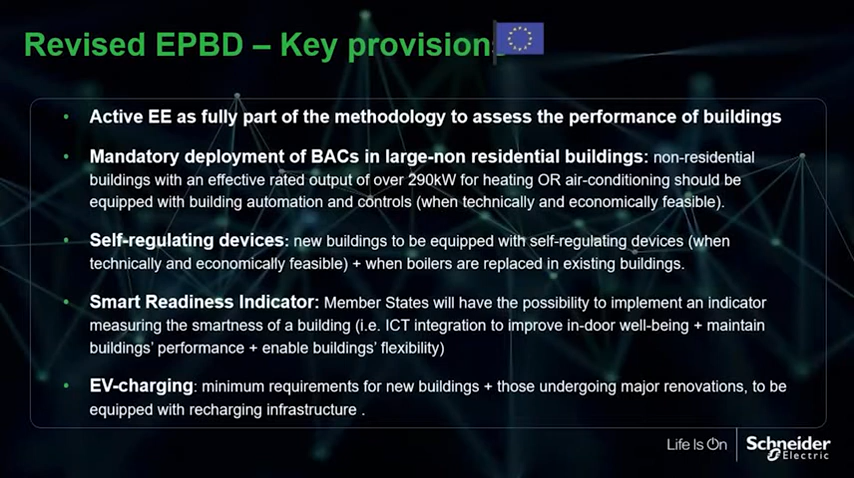 Revised EPBD – Key provisions
• Active EE as fully part of the methodology to assess the performance of buildings
• Mandatory deployment of BACs in large-non residential buildings: non-residential
buildings with an effective rated output of over 290kW for heating OR air-conditioning should be
equipped with building automation and controls (when technically and economically feasible).
• Self-regulating devices: new buildings to be equipped with self-regulating devices (when
technically and economically feasible) + when boilers are replaced in existing buildings.
• Smart Readiness Indicator: Member States will have the possibility to implement an indicator
measuring the smartness of a building (i.e. ICT integration to improve in-door well-being + maintain
buildings' performance + enable buildings' flexibility)
• EV-charging: minimum requirements for new buildings + those undergoing major renovations, to be
equipped with recharging infrastructure .
Life Is On
Schneider
Electric